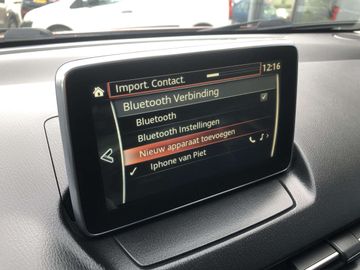 Import. Contact.
12:16
Bluetooth Verbinding
Bluetooth
Bluetooth Instellingen
Nieuw apparaat toevoegen
Iphone van Piet